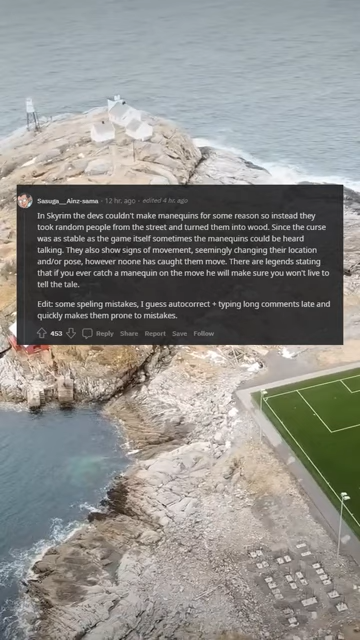 Sasuga__Ainz-sama · 12 hr. ago · edited 4 hr. ago
In Skyrim the devs couldn't make manequins for some reason so instead they
took random people from the street and turned them into wood. Since the curse
was as stable as the game itself sometimes the manequins could be heard
talking. They also show signs of movement, seemingly changing their location
and/or pose, however noone has caught them move. There are legends stating
that if you ever catch a manequin on the move he will make sure you won't live to
tell the tale.
Edit: some speling mistakes, I guess autocorrect + typing long comments late and
quickly makes them prone to mistakes.
453 Reply Share Report Save Follow